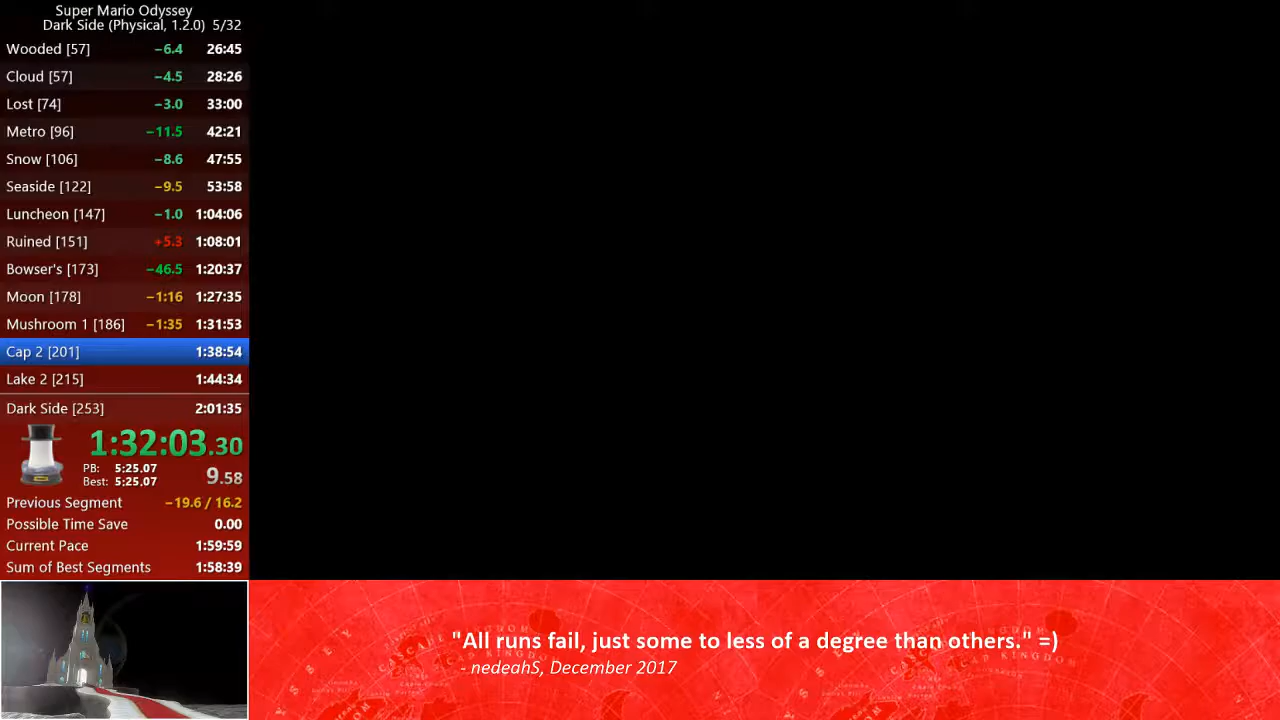 Super Mario Odyssey
Dark Side (Physical, 1.2.0) 5/32
Wooded [57] −6.4 26:45
Cloud [57] −4.5 28:26
Lost [74] −3.0 33:00
Metro [96] −11.5 42:21
Snow [106] −8.6 47:55
Seaside [122] −9.5 53:58
Luncheon [147] −1.0 1:04:06
Ruined [151] +5.3 1:08:01
Bowser's [173] −46.5 1:20:37
Moon [178] −1:16 1:27:35
Mushroom 1 [186] −1:35 1:31:53
Cap 2 [201] 1:38:54
Lake 2 [215] 1:44:34
Dark Side [253] 2:01:35
1:32:03.30
PB: 5:25.07
Best: 5:25.07
9.58
Previous Segment −19.6 / 16.2
Possible Time Save 0.00
Current Pace 1:59:59
Sum of Best Segments 1:58:39
"All runs fail, just some to less of a degree than others." =)
- nedeahS, December 2017